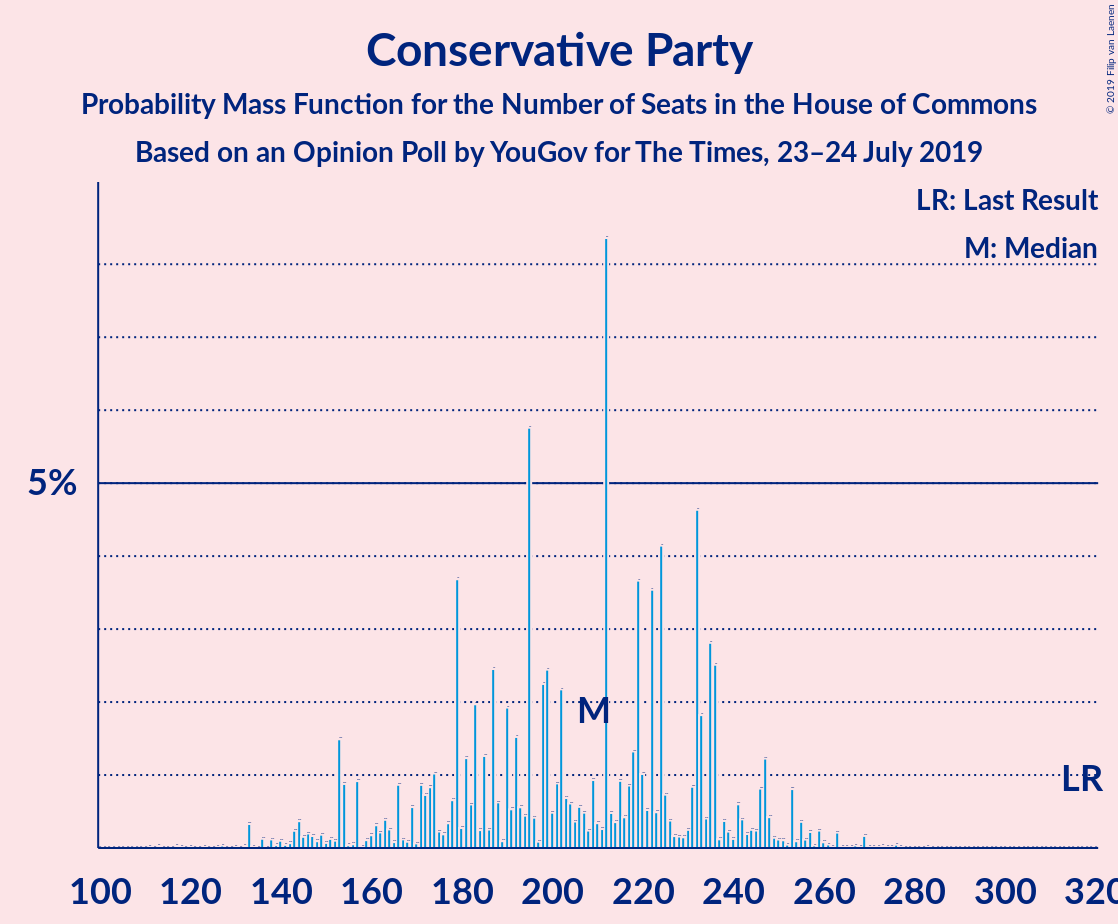 Conservative Party
Probability Mass Function for the Number of Seats in the House of Commons
Based on an Opinion Poll by YouGov for The Times, 23–24 July 2019
© 2019 Filip van Laenen
LR: Last Result
M: Median
5%
M
LR
100 120 140 160 180 200 220 240 260 280 300 320